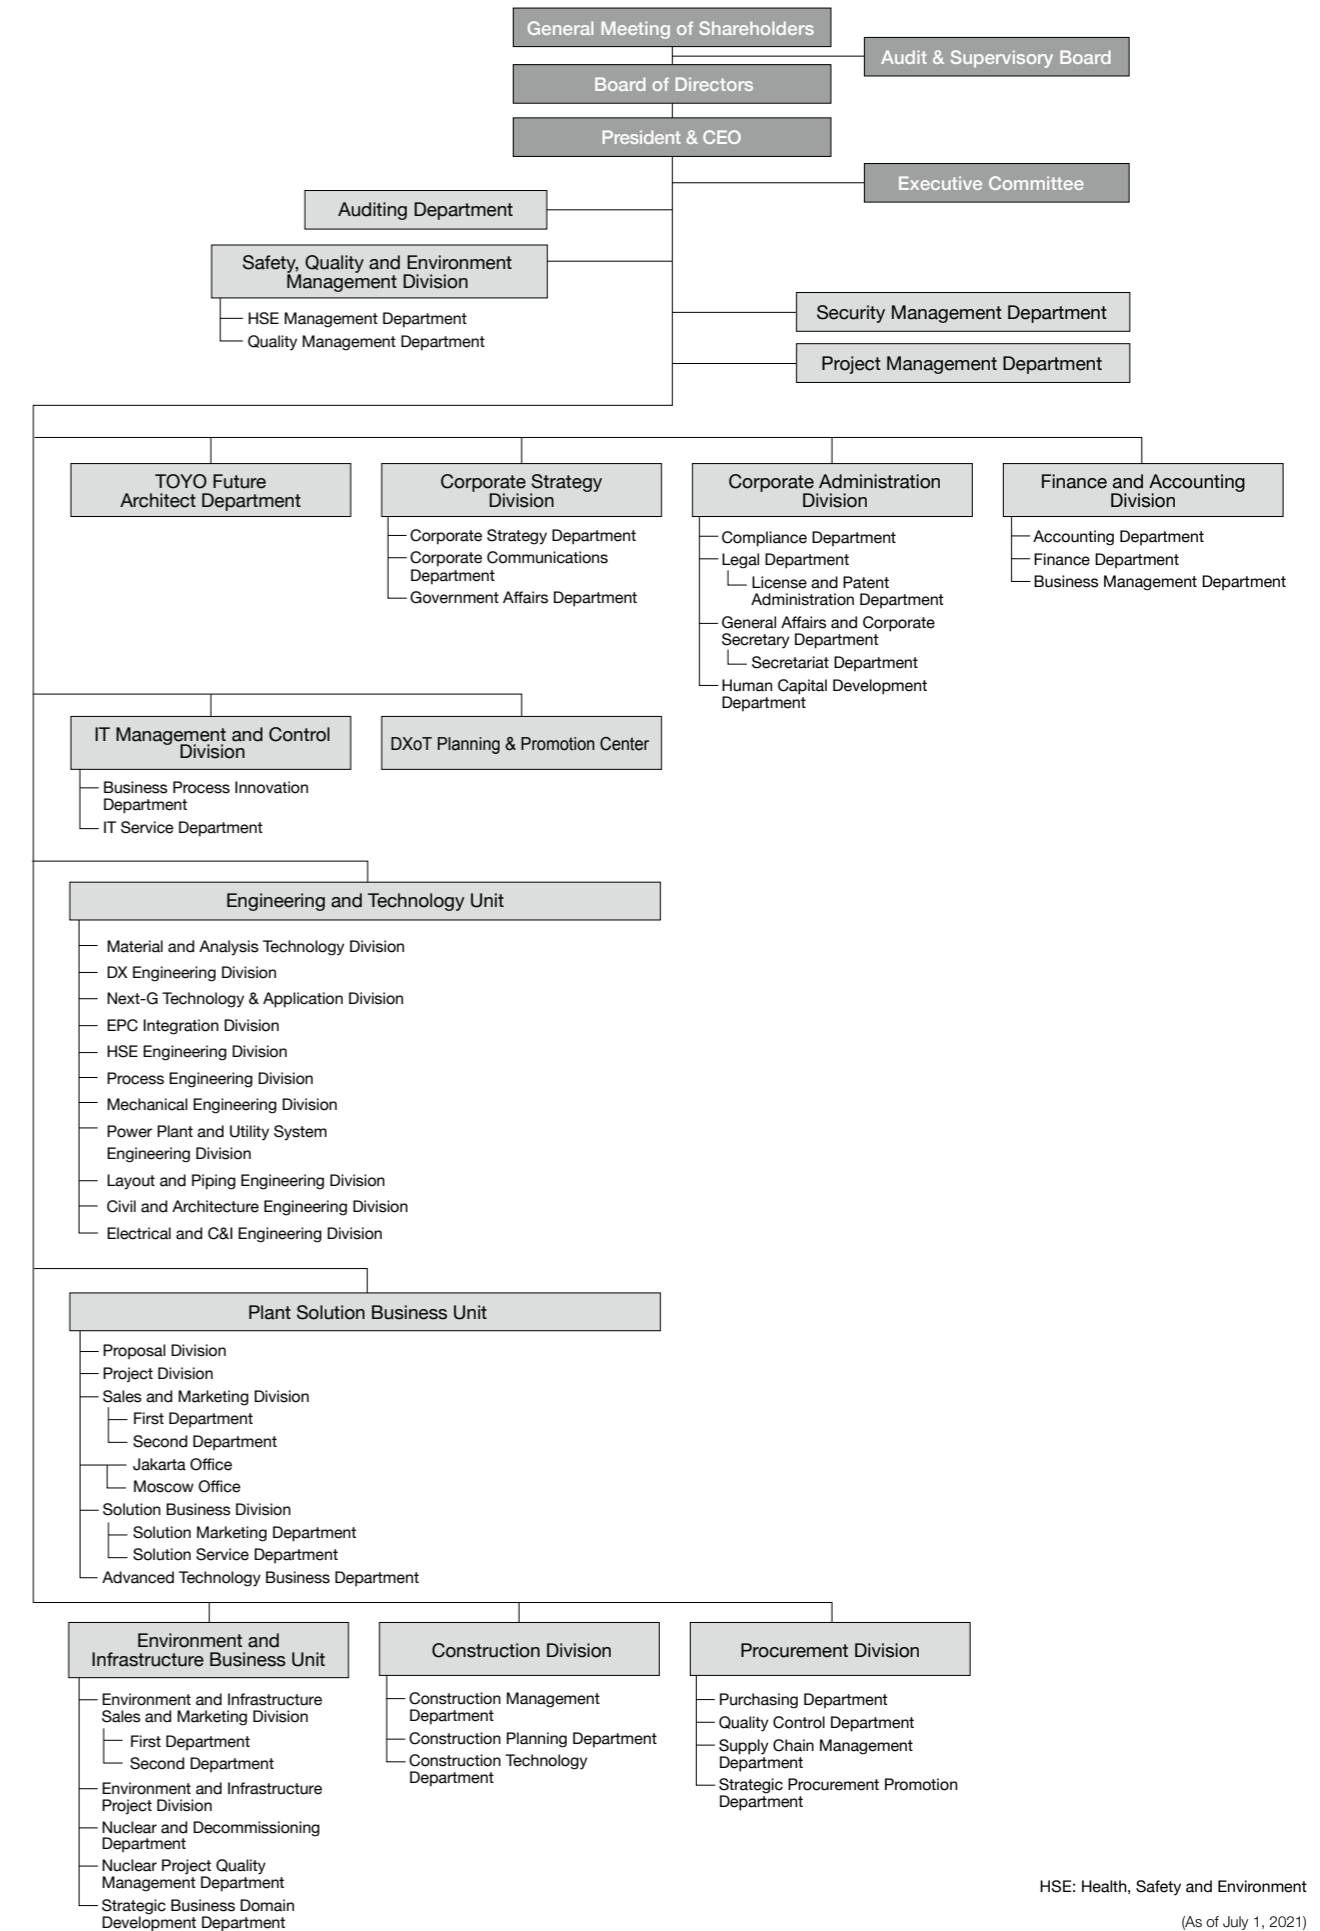 General Meeting of Shareholders
Audit & Supervisory Board
Board of Directors
President & CEO
Executive Committee
Auditing Department
Safety, Quality and Environment
Management Division
HSE Management Department
Quality Management Department
Security Management Department
Project Management Department
TOYO Future
Architect Department
Corporate Strategy
Division
Corporate Strategy Department
Corporate Communications
Department
Government Affairs Department
Corporate Administration
Division
Compliance Department
Legal Department
License and Patent
Administration Department
General Affairs and Corporate
Secretary Department
Secretariat Department
Human Capital Development
Department
Finance and Accounting
Division
Accounting Department
Finance Department
Business Management Department
IT Management and Control
Division
Business Process Innovation
Department
IT Service Department
DXoT Planning & Promotion Center
Engineering and Technology Unit
Material and Analysis Technology Division
DX Engineering Division
Next-G Technology & Application Division
EPC Integration Division
HSE Engineering Division
Process Engineering Division
Mechanical Engineering Division
Power Plant and Utility System
Engineering Division
Layout and Piping Engineering Division
Civil and Architecture Engineering Division
Electrical and C&I Engineering Division
Plant Solution Business Unit
Proposal Division
Project Division
Sales and Marketing Division
First Department
Second Department
Jakarta Office
Moscow Office
Solution Business Division
Solution Marketing Department
Solution Service Department
Advanced Technology Business Department
Environment and
Infrastructure Business Unit
Environment and Infrastructure
Sales and Marketing Division
First Department
Second Department
Environment and Infrastructure
Project Division
Nuclear and Decommissioning
Department
Nuclear Project Quality
Management Department
Strategic Business Domain
Development Department
Construction Division
Construction Management
Department
Construction Planning Department
Construction Technology
Department
Procurement Division
Purchasing Department
Quality Control Department
Supply Chain Management
Department
Strategic Procurement Promotion
Department
HSE: Health, Safety and Environment
(As of July 1, 2021)